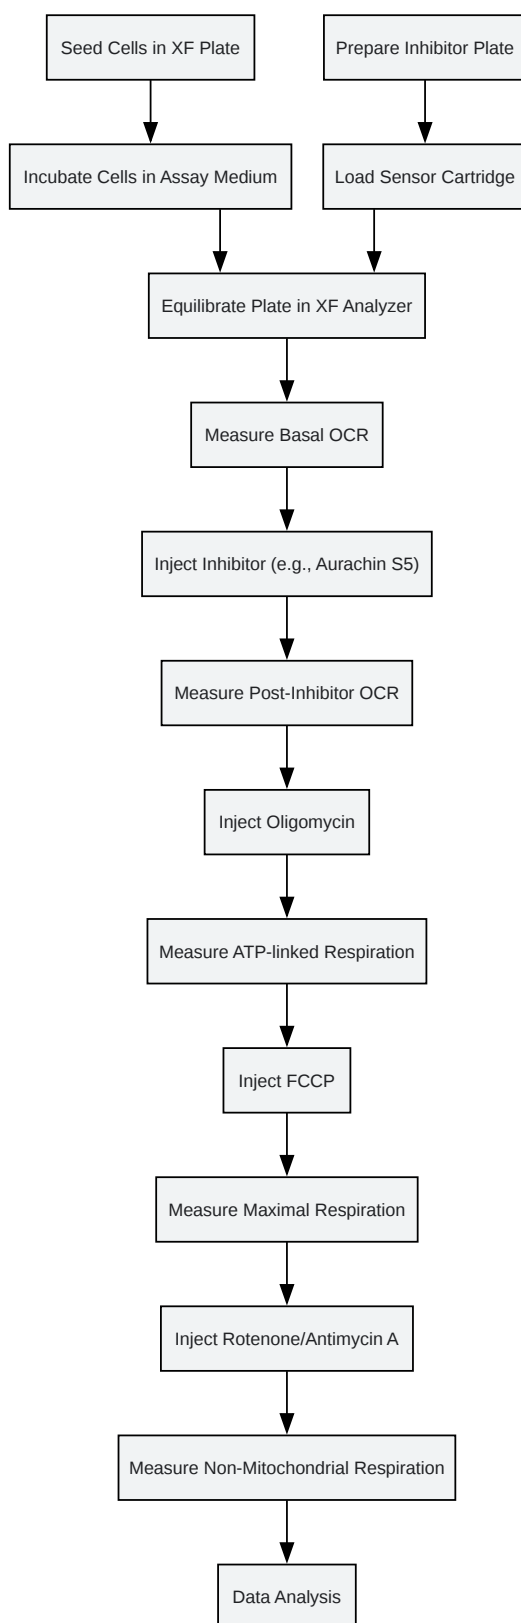 Seed Cells in XF Plate
Prepare Inhibitor Plate
Incubate Cells in Assay Medium
Load Sensor Cartridge
Equilibrate Plate in XF Analyzer
Measure Basal OCR
Inject Inhibitor (e.g., Aurachin S5)
Measure Post-Inhibitor OCR
Inject Oligomycin
Measure ATP-linked Respiration
Inject FCCP
Measure Maximal Respiration
Inject Rotenone/Antimycin A
Measure Non-Mitochondrial Respiration
Data Analysis